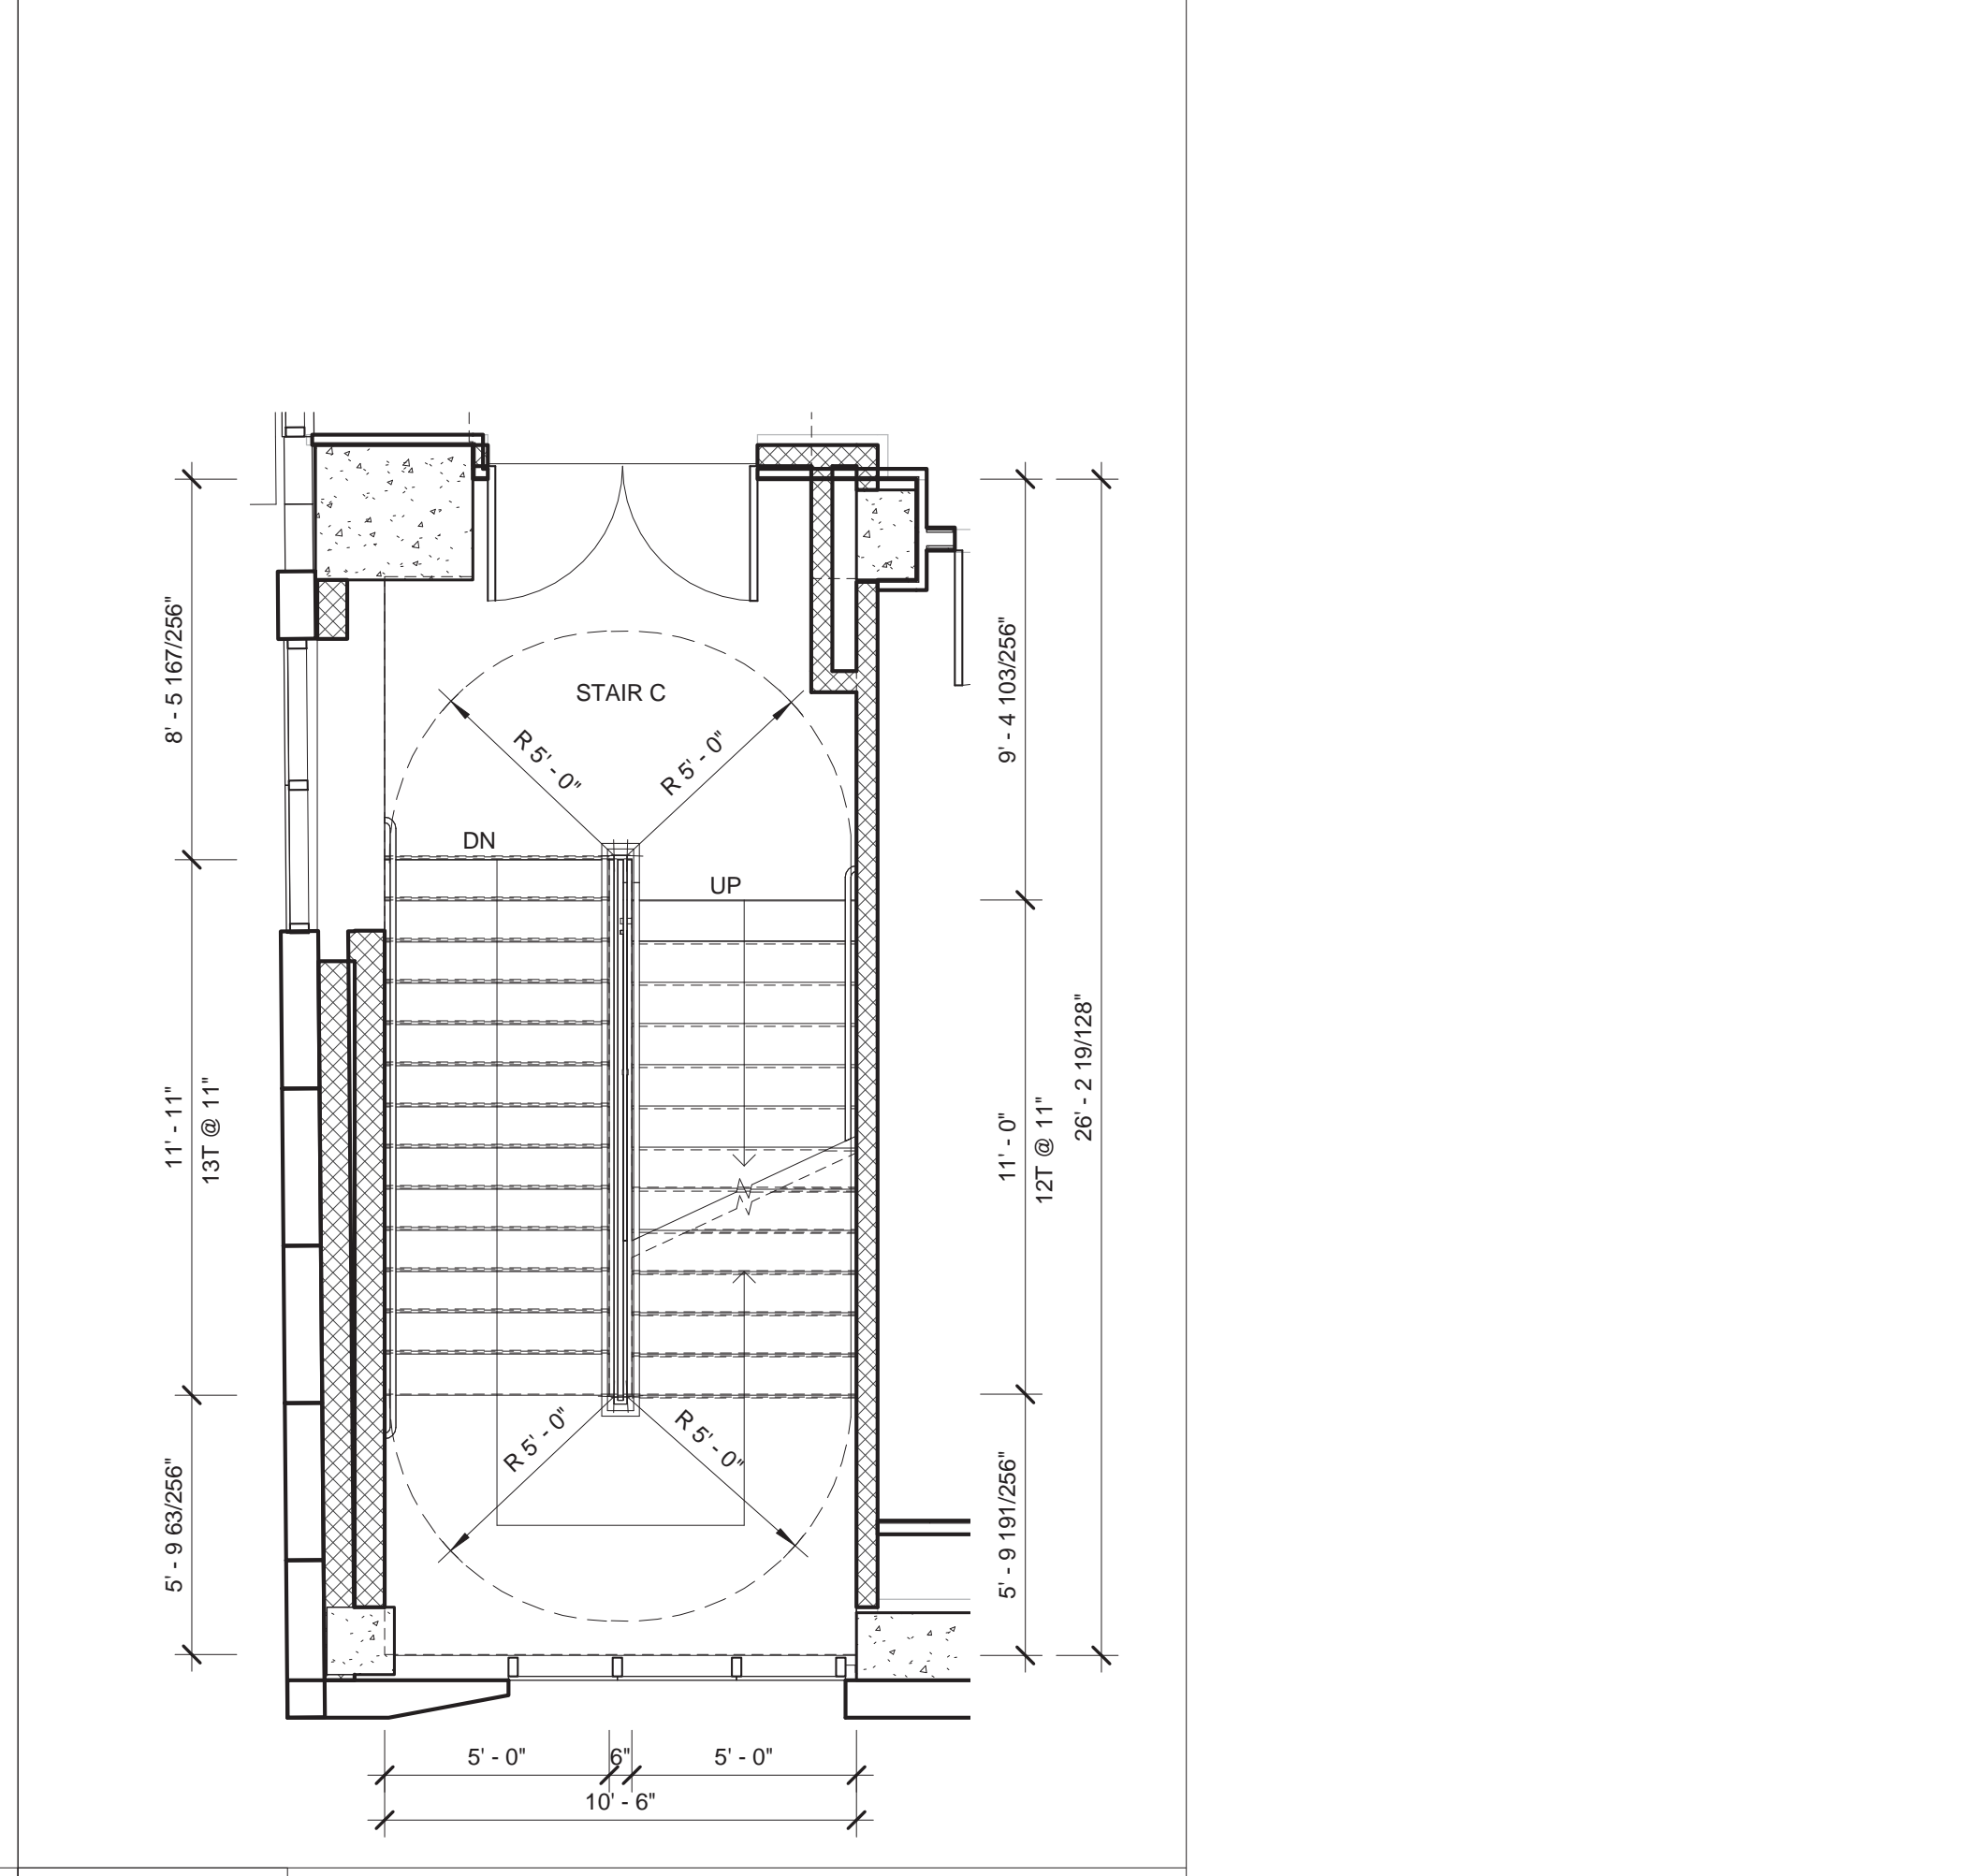 STAIR C
R 5' - 0"
R 5' - 0"
DN
UP
R 5' - 0"
R 5' - 0"
8' - 5 167/256"
11' - 11"
13T @ 11"
5' - 9 63/256"
9' - 4 103/256"
11' - 0"
12T @ 11"
5' - 9 191/256"
26' - 2 19/128"
5' - 0"
6"
5' - 0"
10' - 6"